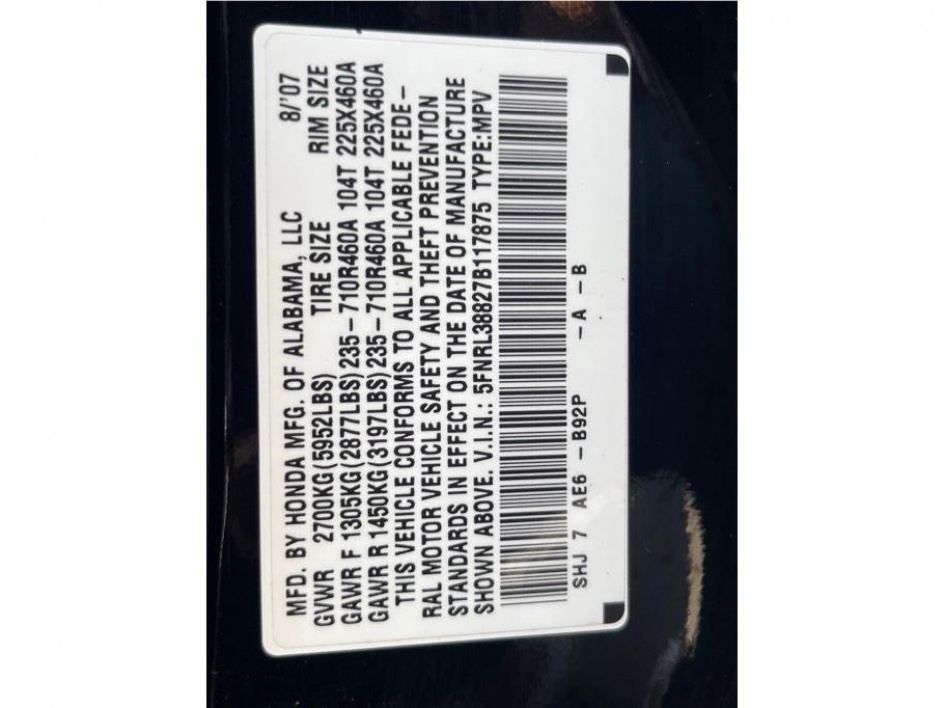 MFD. BY HONDA MFG. OF ALABAMA, LLC 8/'07
GVWR 2700KG(5952LBS) TIRE SIZE RIM SIZE
GAWR F 1305KG(2877LBS)235-710R460A 104T 225X460A
GAWR R 1450KG(3197LBS)235-710R460A 104T 225X460A
THIS VEHICLE CONFORMS TO ALL APPLICABLE FEDE-
RAL MOTOR VEHICLE SAFETY AND THEFT PREVENTION
STANDARDS IN EFFECT ON THE DATE OF MANUFACTURE
SHOWN ABOVE. V.I.N.: 5FNRL38827B117875 TYPE:MPV
SHJ 7 AE6 -B92P -A -B